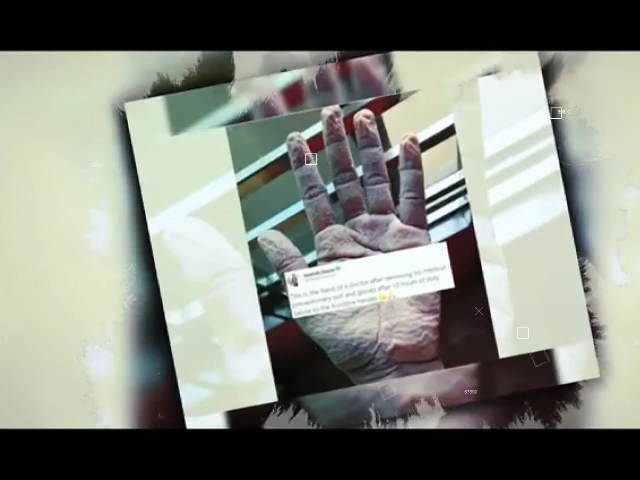 This is the hand of a doctor after removing his medical
precautionary suit and gloves after 10 hours of duty.
Salute to the frontline heroes